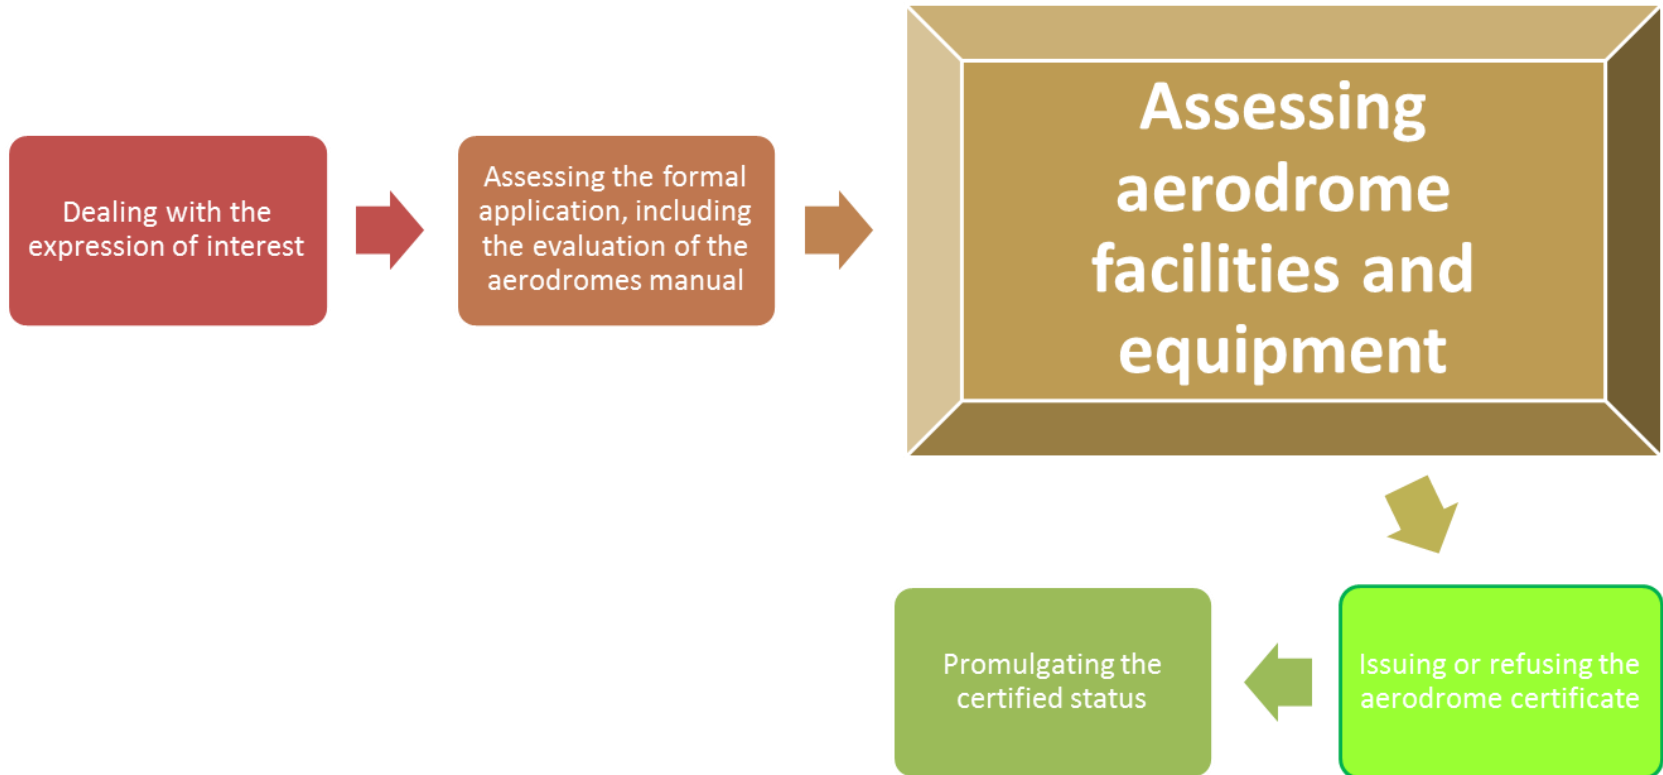 Dealing with the
expression of interest
Assessing the formal
application, including
the evaluation of the
aerodromes manual
Assessing
aerodrome
facilities and
equipment
Issuing or refusing the
aerodrome certificate
Promulgating the
certified status